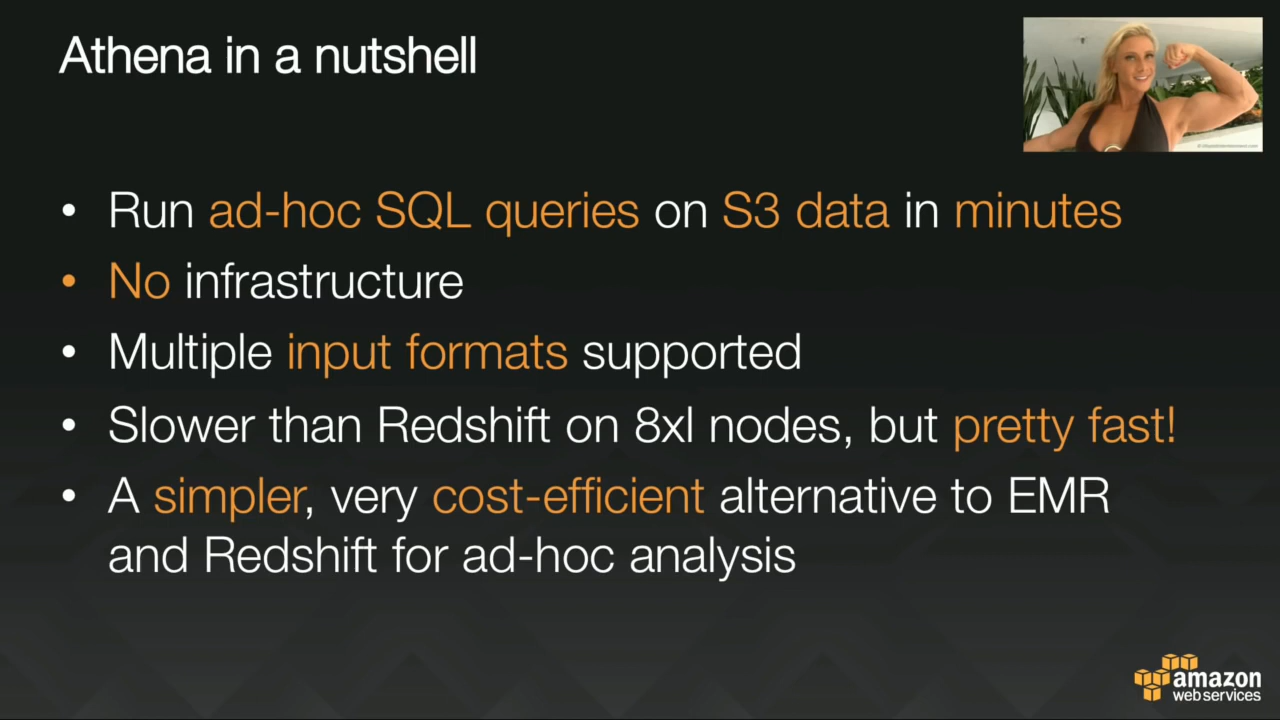 Athena in a nutshell
• Run ad-hoc SQL queries on S3 data in minutes
• No infrastructure
• Multiple input formats supported
• Slower than Redshift on 8xl nodes, but pretty fast!
• A simpler, very cost-efficient alternative to EMR
and Redshift for ad-hoc analysis
amazon
web services